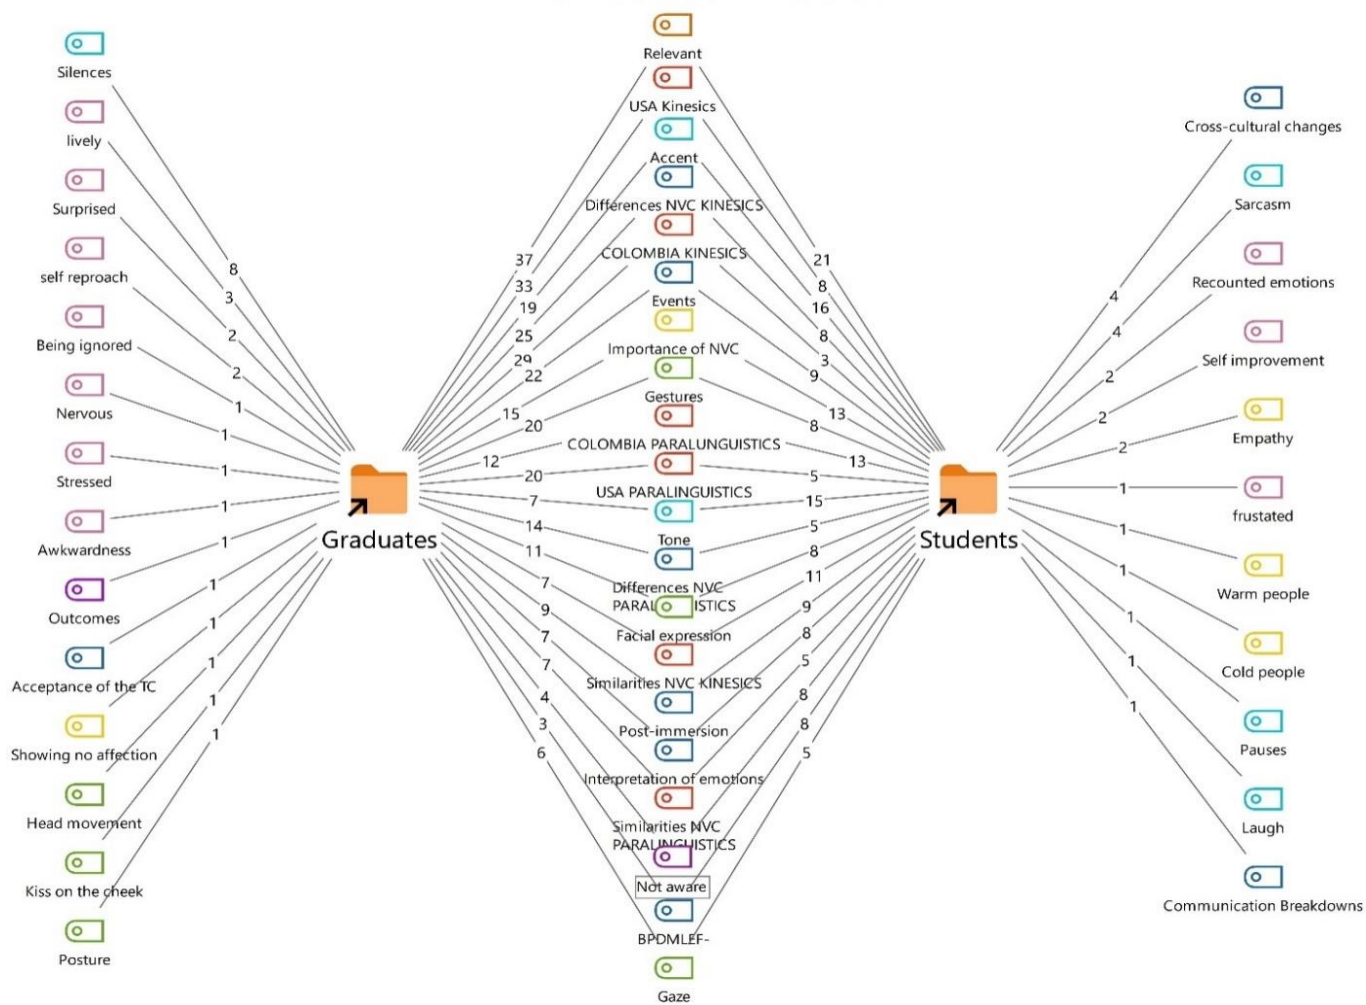 Silences
lively
Surprised
self reproach
Being ignored
Nervous
Stressed
Awkwardness
Outcomes
Acceptance of the TC
Showing no affection
Head movement
Kiss on the cheek
Posture
8
3
2
2
1
1
1
1
1
1
1
1
1
1
Graduates
37
33
19
25
29
22
15
20
12
20
7
14
11
7
9
7
7
4
3
6
Relevant
USA Kinesics
Accent
Differences NVC KINESICS
COLOMBIA KINESICS
Events
Importance of NVC
Gestures
COLOMBIA PARALUNGUISTICS
USA PARALINGUISTICS
Tone
Differences NVC
PARALINGUISTICS
Facial expression
Similarities NVC KINESICS
Post-immersion
Interpretation of emotions
Similarities NVC
PARALINGUISTICS
Not aware
BPDMLEF-
Gaze
21
8
16
8
3
9
13
8
13
5
15
5
8
11
9
8
5
8
8
5
Students
4
4
2
2
2
1
1
1
1
1
1
Cross-cultural changes
Sarcasm
Recounted emotions
Self improvement
Empathy
frustated
Warm people
Cold people
Pauses
Laugh
Communication Breakdowns